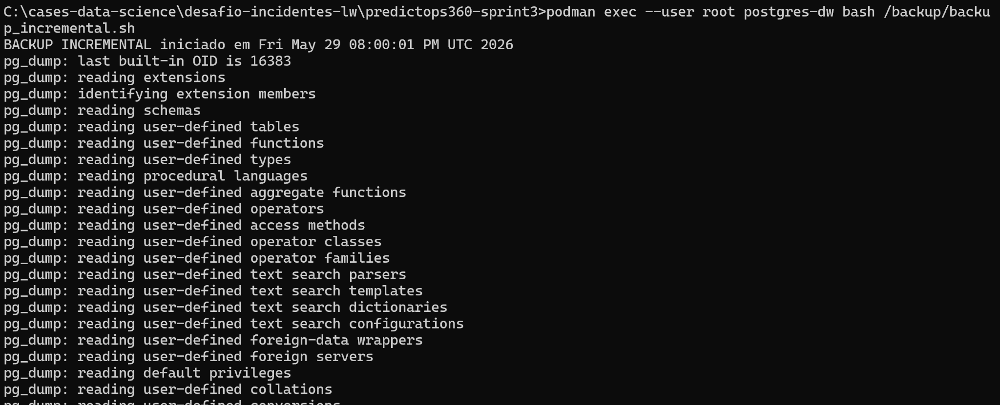 C:\cases-data-science\desafio-incidentes-lw\predictops360-sprint3>podman exec --user root postgres-dw bash /backup/backu
p_incremental.sh
BACKUP INCREMENTAL iniciado em Fri May 29 08:00:01 PM UTC 2026
pg_dump: last built-in OID is 16383
pg_dump: reading extensions
pg_dump: identifying extension members
pg_dump: reading schemas
pg_dump: reading user-defined tables
pg_dump: reading user-defined functions
pg_dump: reading user-defined types
pg_dump: reading procedural languages
pg_dump: reading user-defined aggregate functions
pg_dump: reading user-defined operators
pg_dump: reading user-defined access methods
pg_dump: reading user-defined operator classes
pg_dump: reading user-defined operator families
pg_dump: reading user-defined text search parsers
pg_dump: reading user-defined text search templates
pg_dump: reading user-defined text search dictionaries
pg_dump: reading user-defined text search configurations
pg_dump: reading user-defined foreign-data wrappers
pg_dump: reading user-defined foreign servers
pg_dump: reading default privileges
pg_dump: reading user-defined collations
pg_dump: reading user-defined conversions